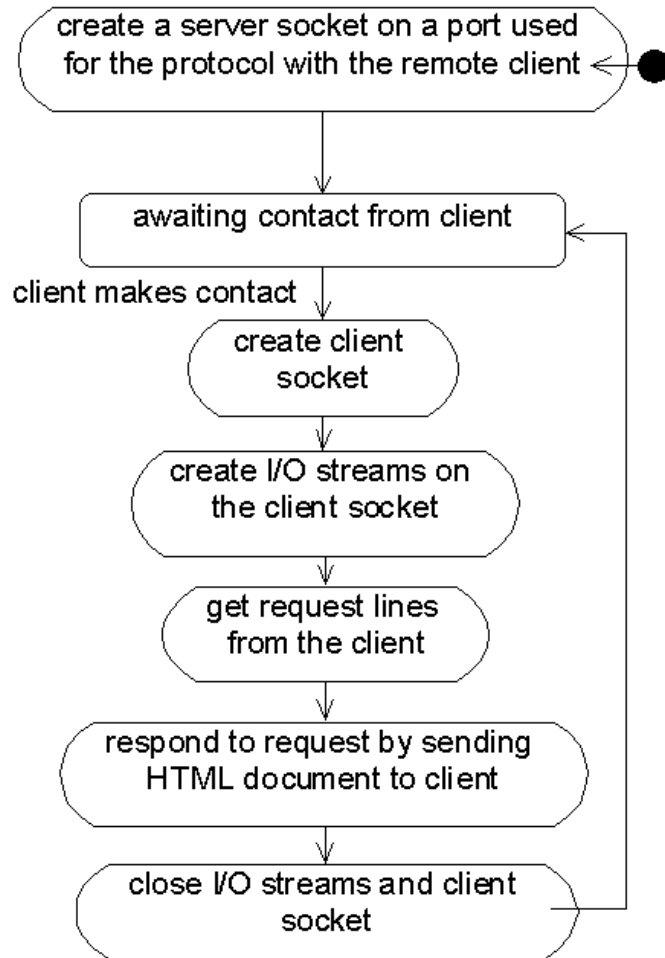 create a server socket on a port used
for the protocol with the remote client
awaiting contact from client
client makes contact
create client
socket
create I/O streams on
the client socket
get request lines
from the client
respond to request by sending
HTML document to client
close I/O streams and client
socket